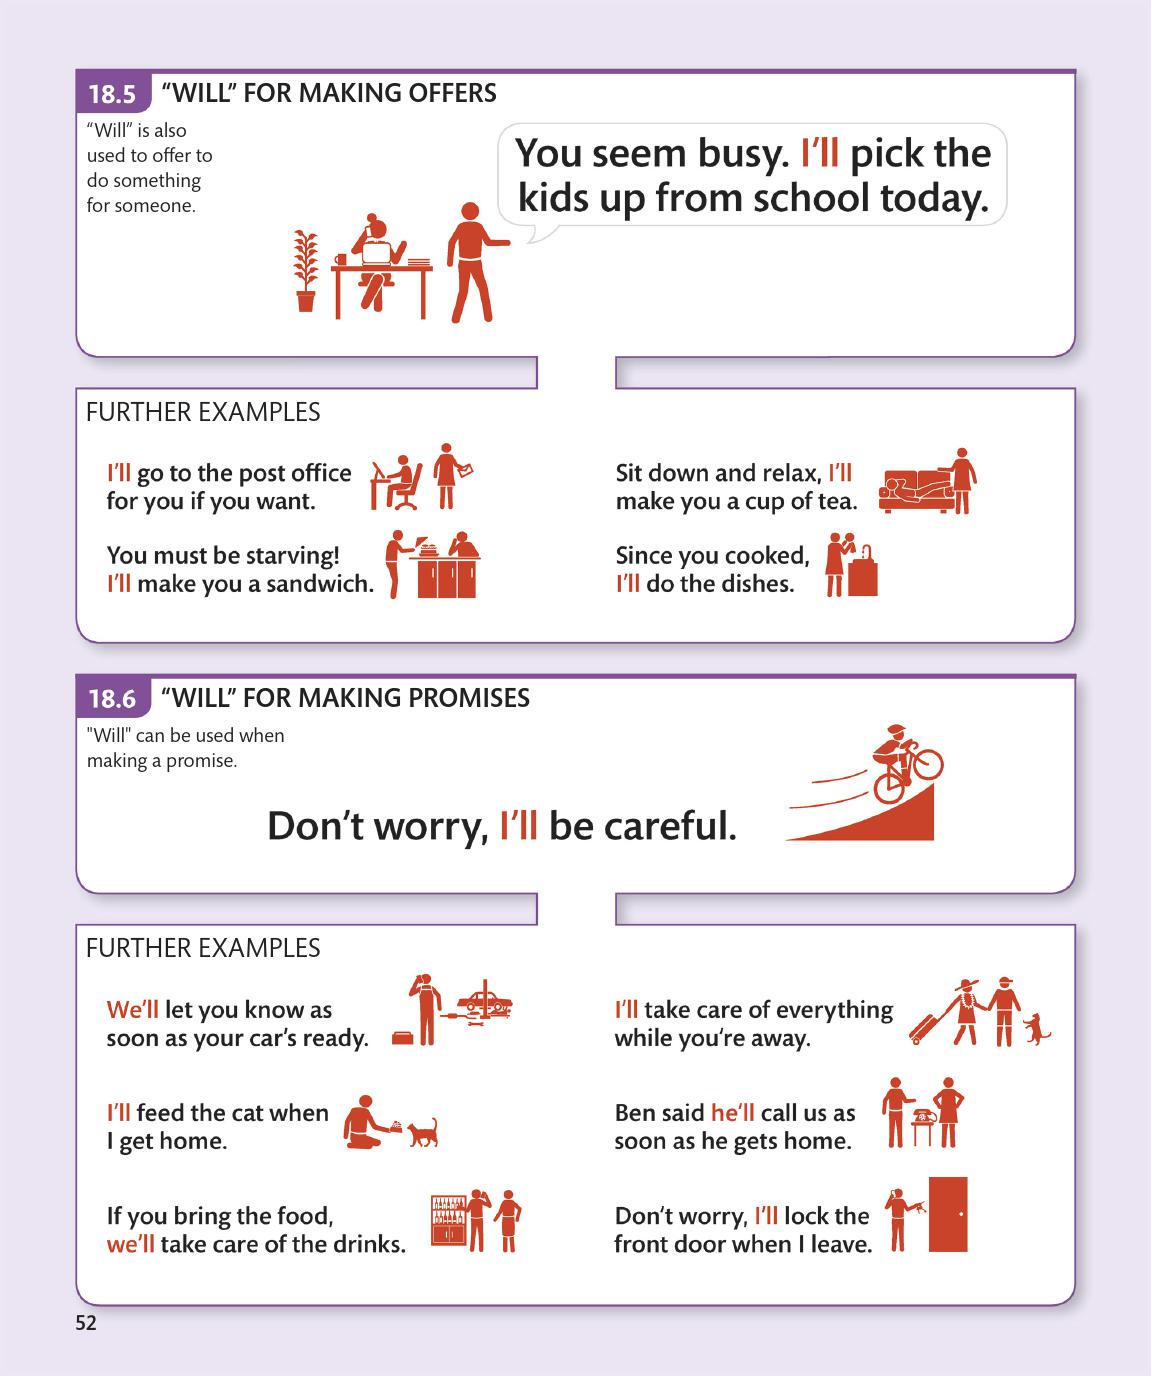 18.5 “WILL” FOR MAKING OFFERS
“Will” is also
used to offer to
do something
for someone.
You seem busy. I’ll pick the
kids up from school today.
FURTHER EXAMPLES
I’ll go to the post office
for you if you want.
Sit down and relax, I’ll
make you a cup of tea.
You must be starving!
I’ll make you a sandwich.
Since you cooked,
I’ll do the dishes.
18.6 “WILL” FOR MAKING PROMISES
"Will" can be used when
making a promise.
Don’t worry, I’ll be careful.
FURTHER EXAMPLES
We’ll let you know as
soon as your car’s ready.
I’ll take care of everything
while you’re away.
I’ll feed the cat when
I get home.
Ben said he’ll call us as
soon as he gets home.
If you bring the food,
we’ll take care of the drinks.
Don’t worry, I’ll lock the
front door when I leave.
52